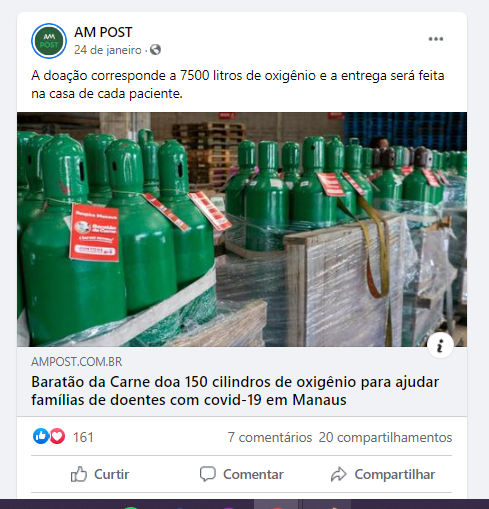 AM POST
24 de janeiro ·
A doação corresponde a 7500 litros de oxigênio e a entrega será feita
na casa de cada paciente.
AMPOST.COM.BR
Baratão da Carne doa 150 cilindros de oxigênio para ajudar
famílias de doentes com covid-19 em Manaus
161
7 comentários 20 compartilhamentos
Curtir
Comentar
Compartilhar